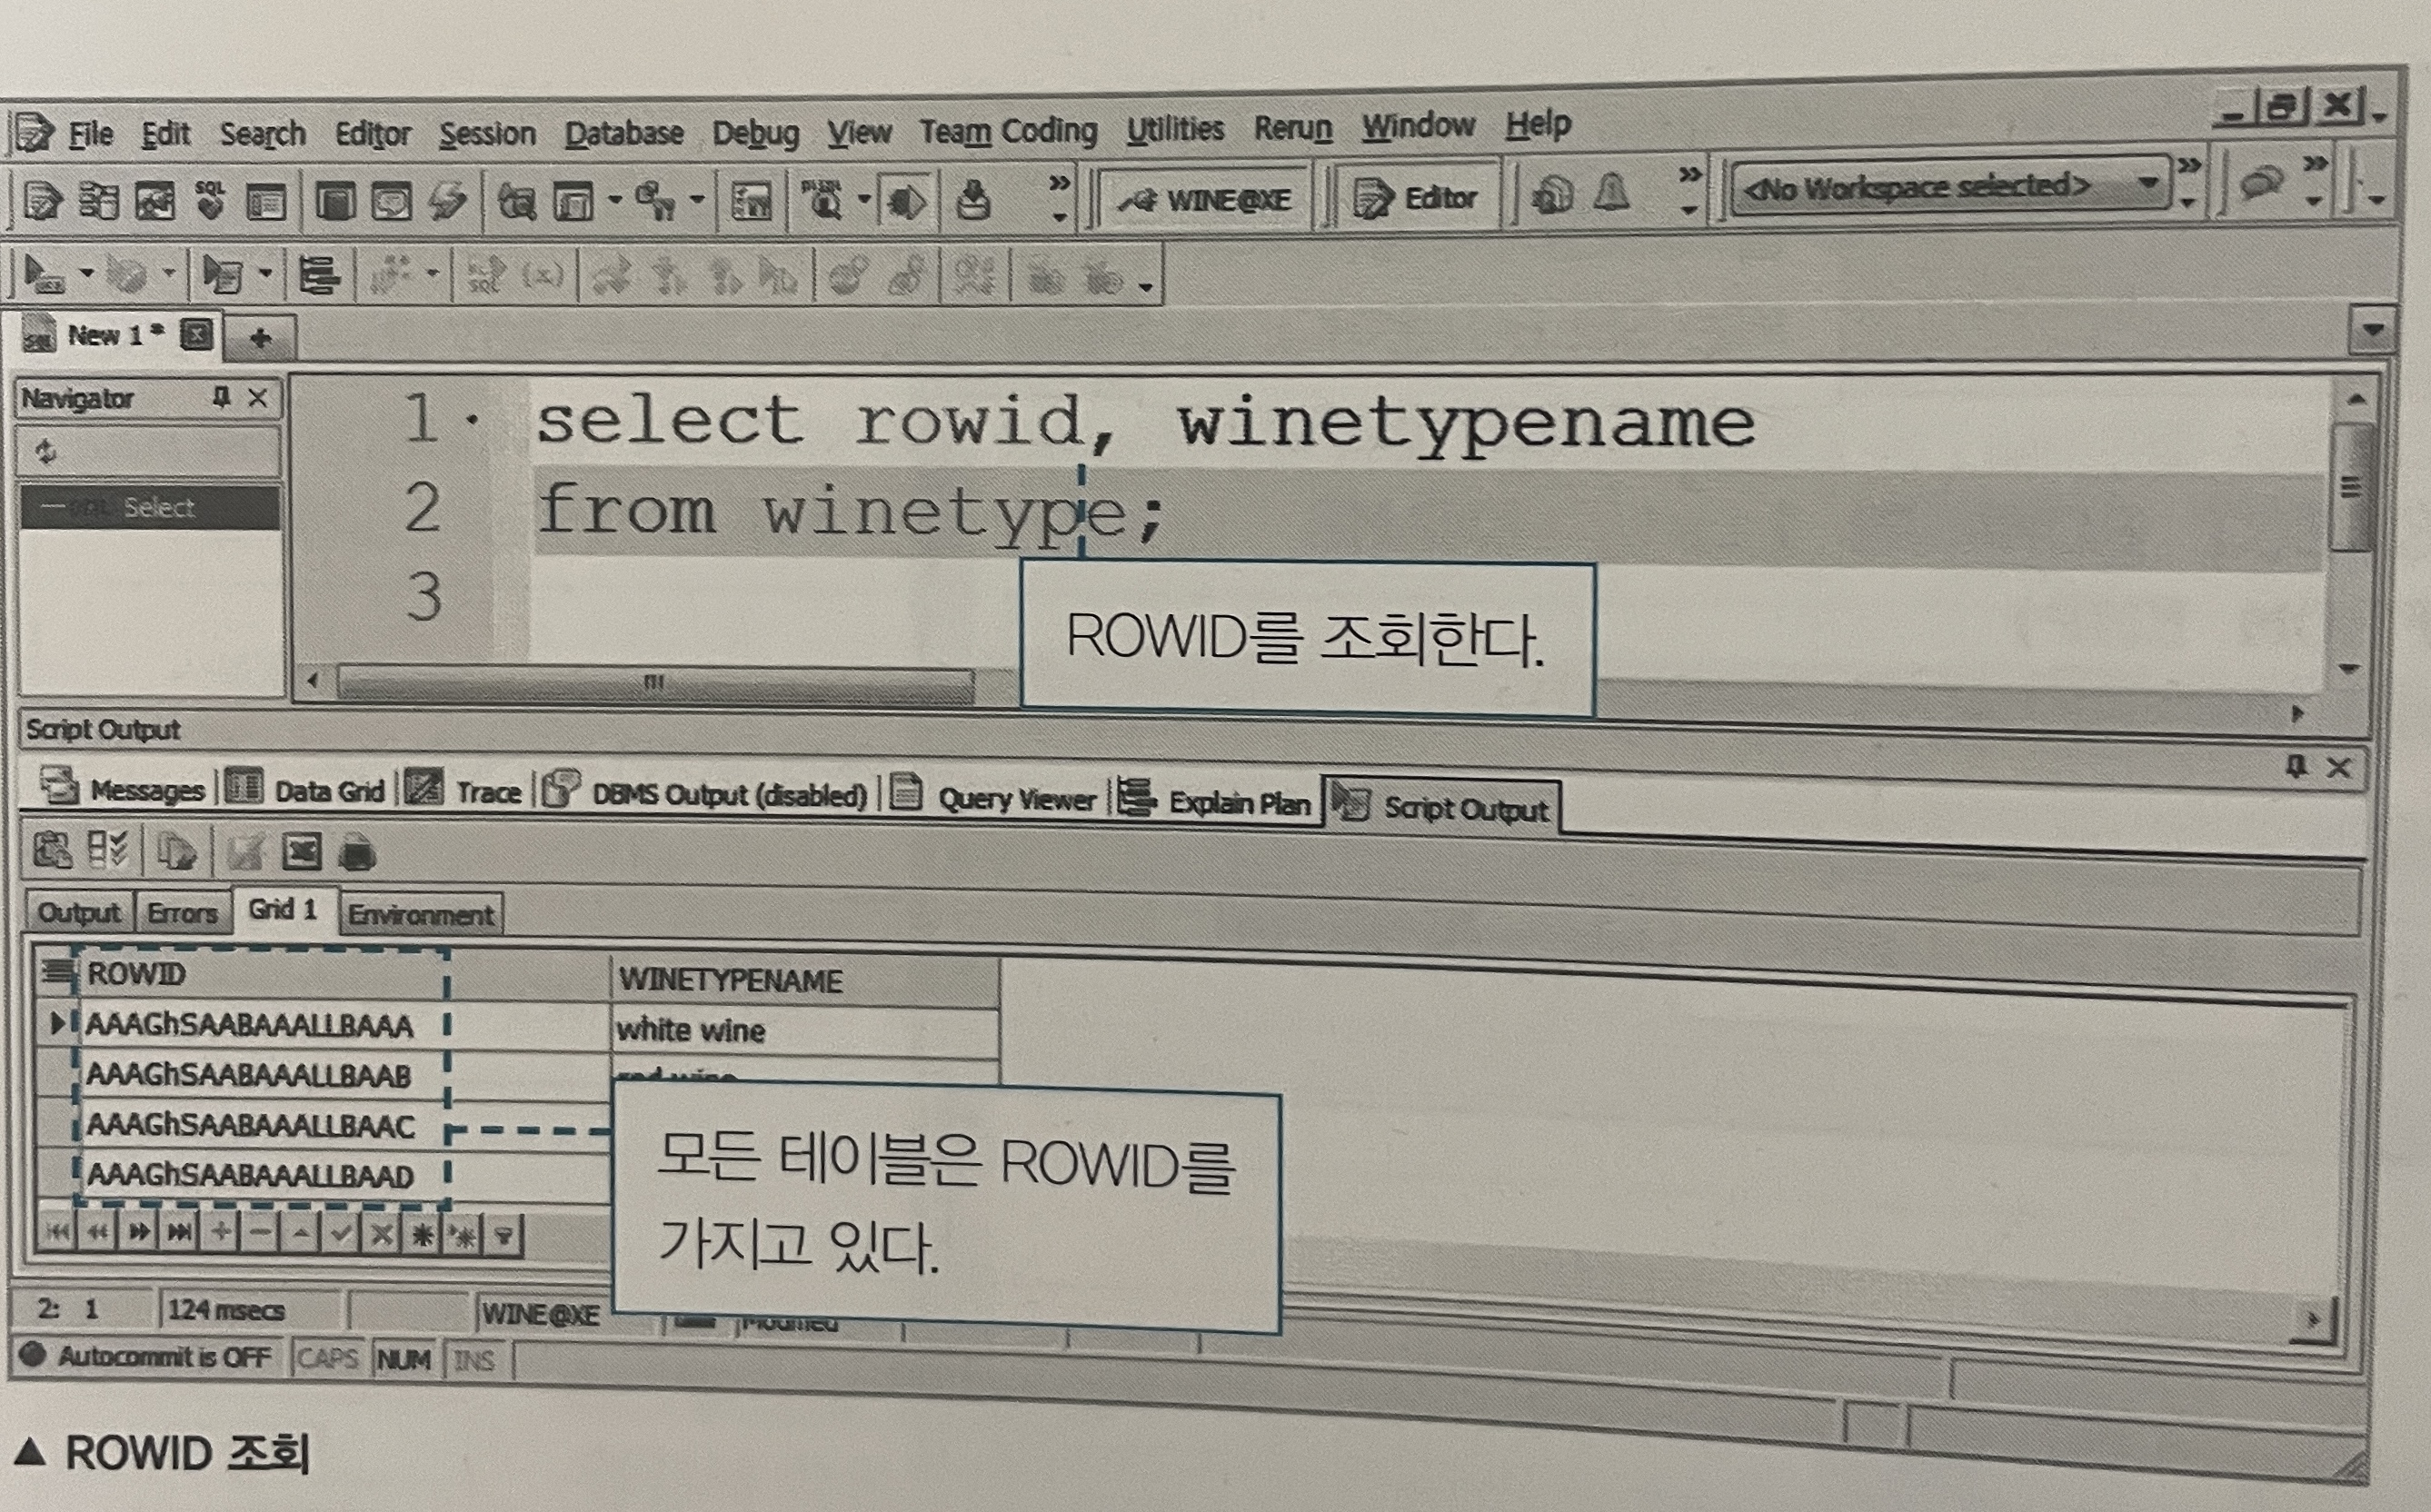 File Edit Search Editor Session Database Debug View Team Coding Utilities Rerun Window Help
SQL WINE@XE Editor <No Workspace selected>
New 1 *
Navigator
Select
1 select rowid, winetypename
2 from winetype;
3
ROWID를 조회한다.
Script Output
Messages Data Grid Trace DBMS Output (disabled) Query Viewer Explain Plan Script Output
Output Errors Grid 1 Environment
ROWID WINETYPENAME
AAAGhSAABAAALLBAAA white wine
AAAGhSAABAAALLBAAB red wine
AAAGhSAABAAALLBAAC
AAAGhSAABAAALLBAAD
모든 테이블은 ROWID를
가지고 있다.
2: 1 124 msecs WINE@XE Modified
Autocommit is OFF CAPS NUM INS
▲ ROWID 조회